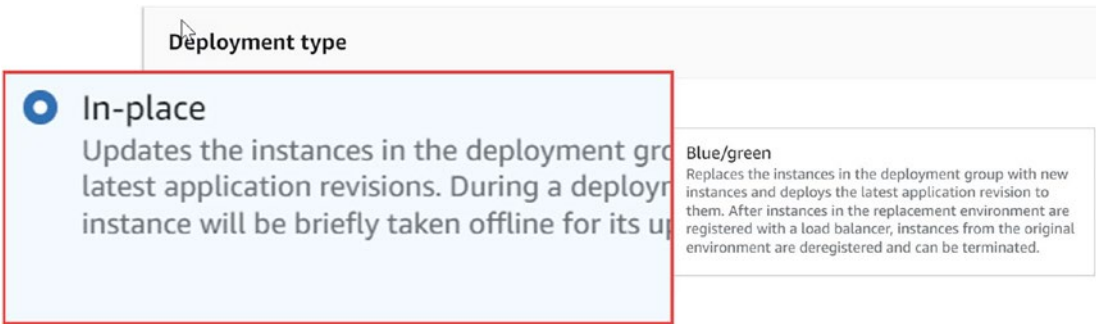 Deployment type
In-place
Updates the instances in the deployment gro
latest application revisions. During a deployr
instance will be briefly taken offline for its up
Blue/green
Replaces the instances in the deployment group with new
instances and deploys the latest application revision to
them. After instances in the replacement environment are
registered with a load balancer, instances from the original
environment are deregistered and can be terminated.